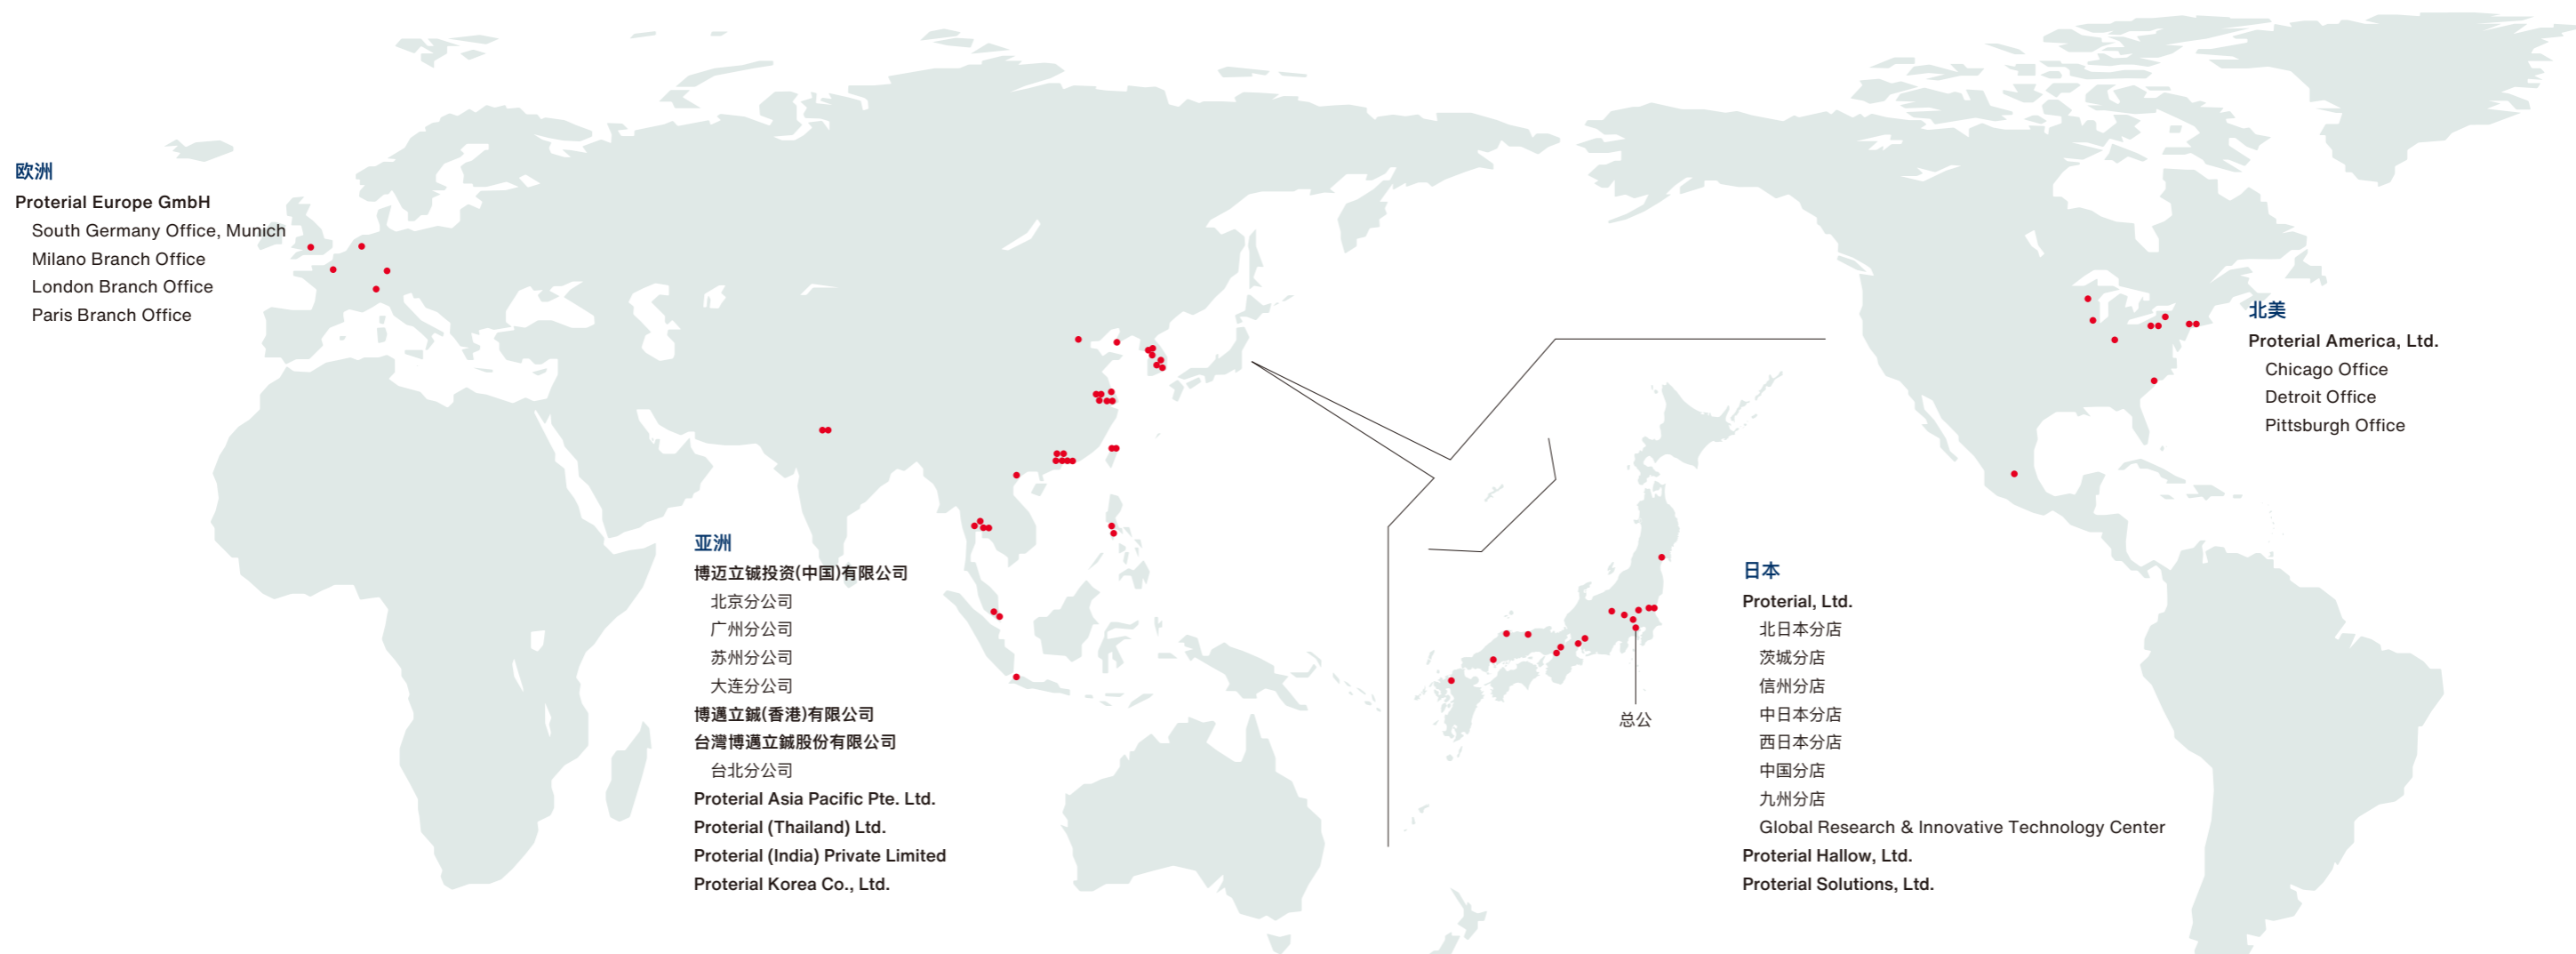 欧洲
Proterial Europe GmbH
South Germany Office, Munich
Milano Branch Office
London Branch Office
Paris Branch Office
亚洲
博迈立铖投资(中国)有限公司
北京分公司
广州分公司
苏州分公司
大连分公司
博邁立鋮(香港)有限公司
台灣博邁立鋮股份有限公司
台北分公司
Proterial Asia Pacific Pte. Ltd.
Proterial (Thailand) Ltd.
Proterial (India) Private Limited
Proterial Korea Co., Ltd.
总公
日本
Proterial, Ltd.
北日本分店
茨城分店
信州分店
中日本分店
西日本分店
中国分店
九州分店
Global Research & Innovative Technology Center
Proterial Hallow, Ltd.
Proterial Solutions, Ltd.
北美
Proterial America, Ltd.
Chicago Office
Detroit Office
Pittsburgh Office